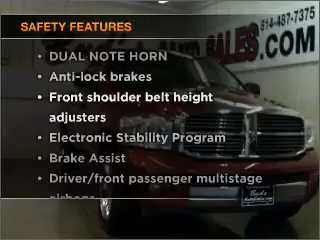 SAFETY FEATURES
614-487-7375
SALES.COM
• DUAL NOTE HORN
• Anti-lock brakes
• Front shoulder belt height
adjusters
• Electronic Stability Program
• Brake Assist
• Driver/front passenger multistage
airbags